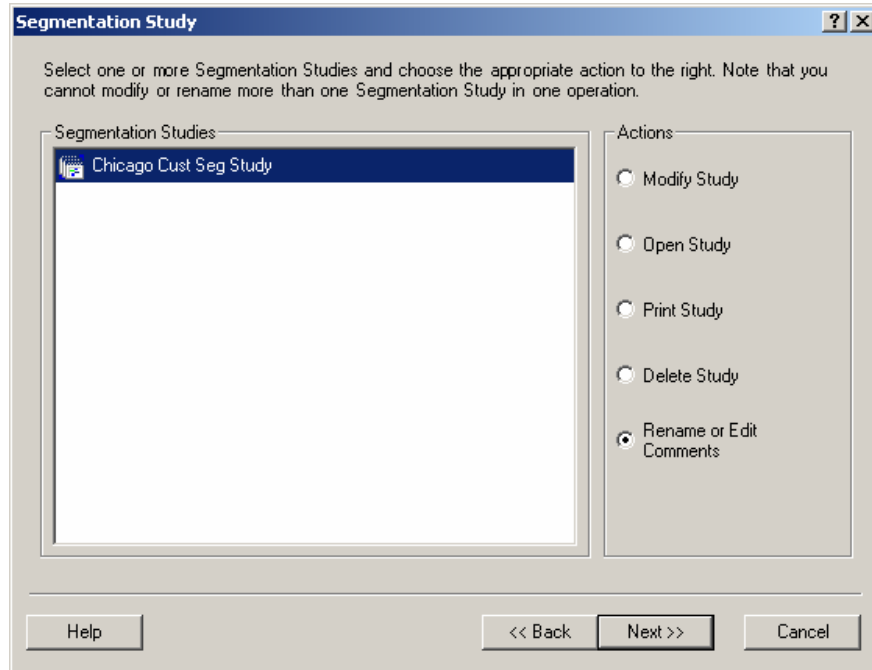 Segmentation Study
Select one or more Segmentation Studies and choose the appropriate action to the right. Note that you
cannot modify or rename more than one Segmentation Study in one operation.
Segmentation Studies
Chicago Cust Seg Study
Actions
Modify Study
Open Study
Print Study
Delete Study
Rename or Edit
Comments
Help
<< Back
Next >>
Cancel